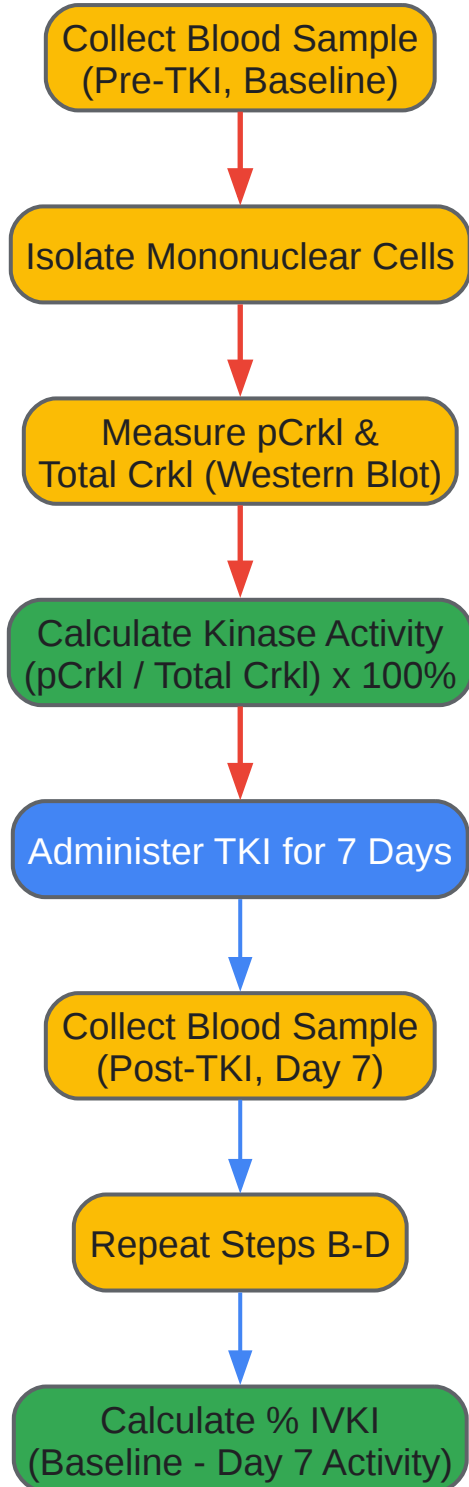 Collect Blood Sample
(Pre-TKI, Baseline)
Isolate Mononuclear Cells
Measure pCrkl &
Total Crkl (Western Blot)
Calculate Kinase Activity
(pCrkl / Total Crkl) x 100%
Administer TKI for 7 Days
Collect Blood Sample
(Post-TKI, Day 7)
Repeat Steps B-D
Calculate % IVKI
(Baseline - Day 7 Activity)